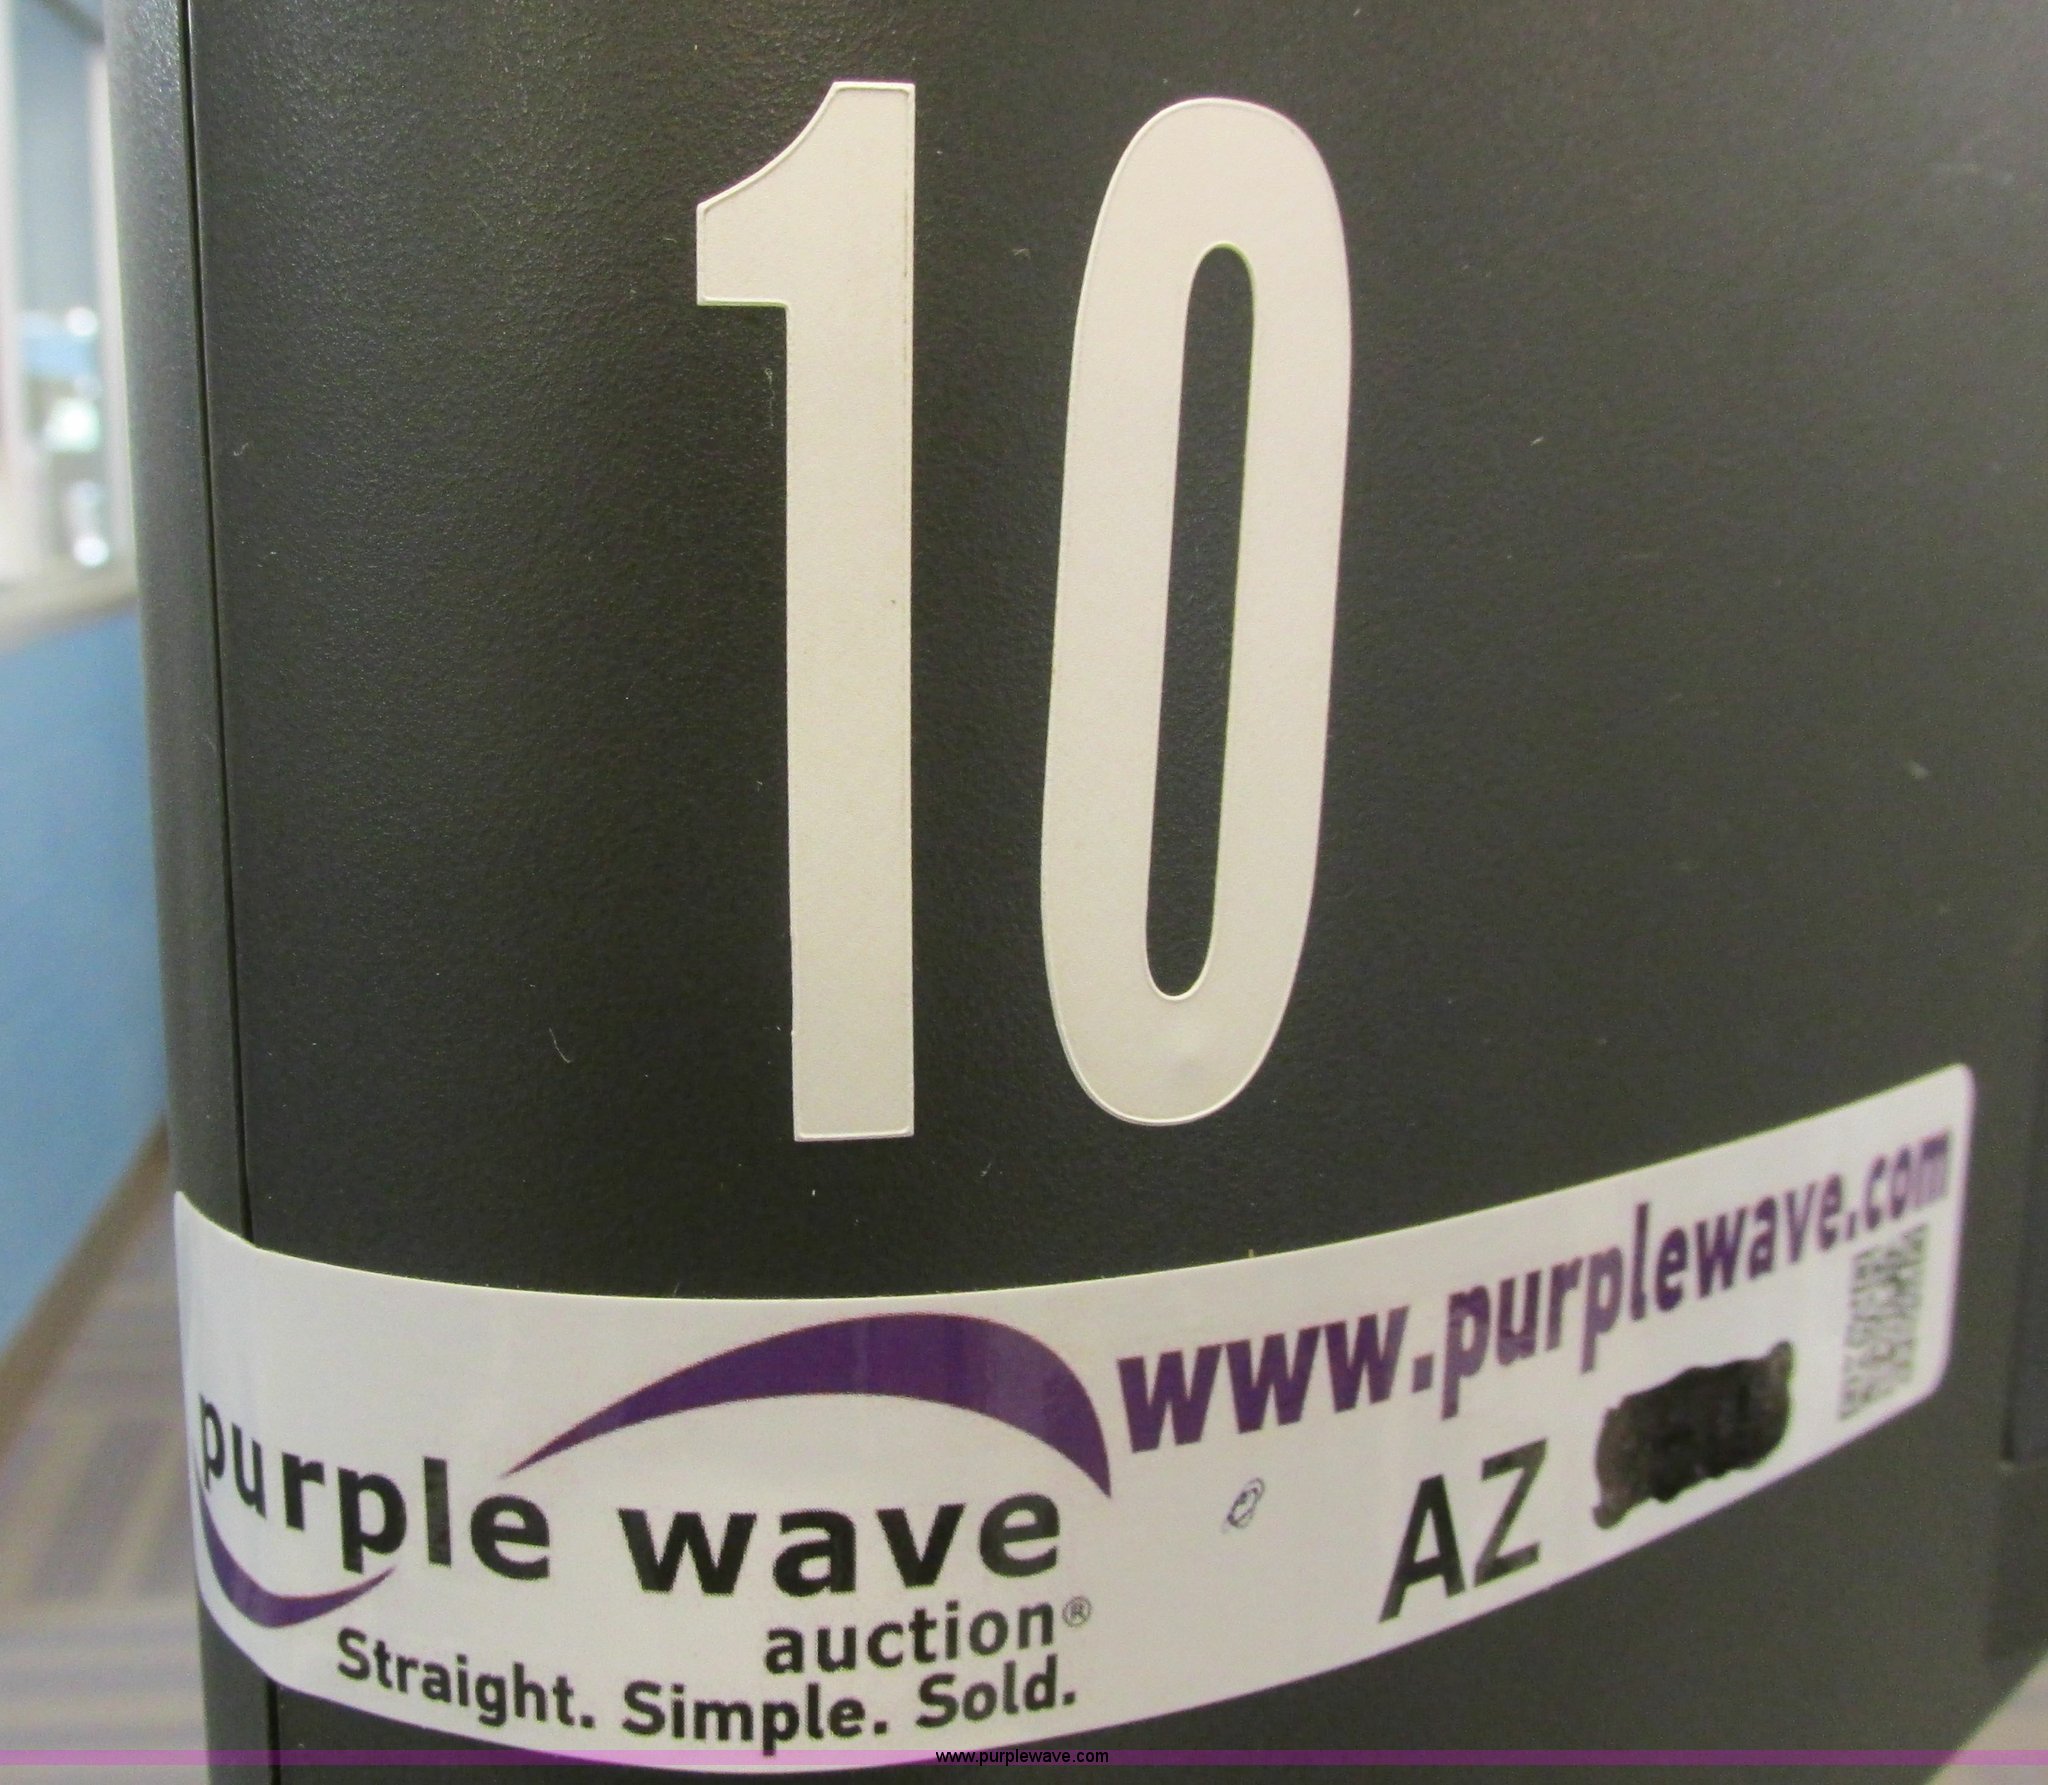 10
purple wave
auction®
Straight. Simple. Sold.
www.purplewave.com
AZ
www.purplewave.com